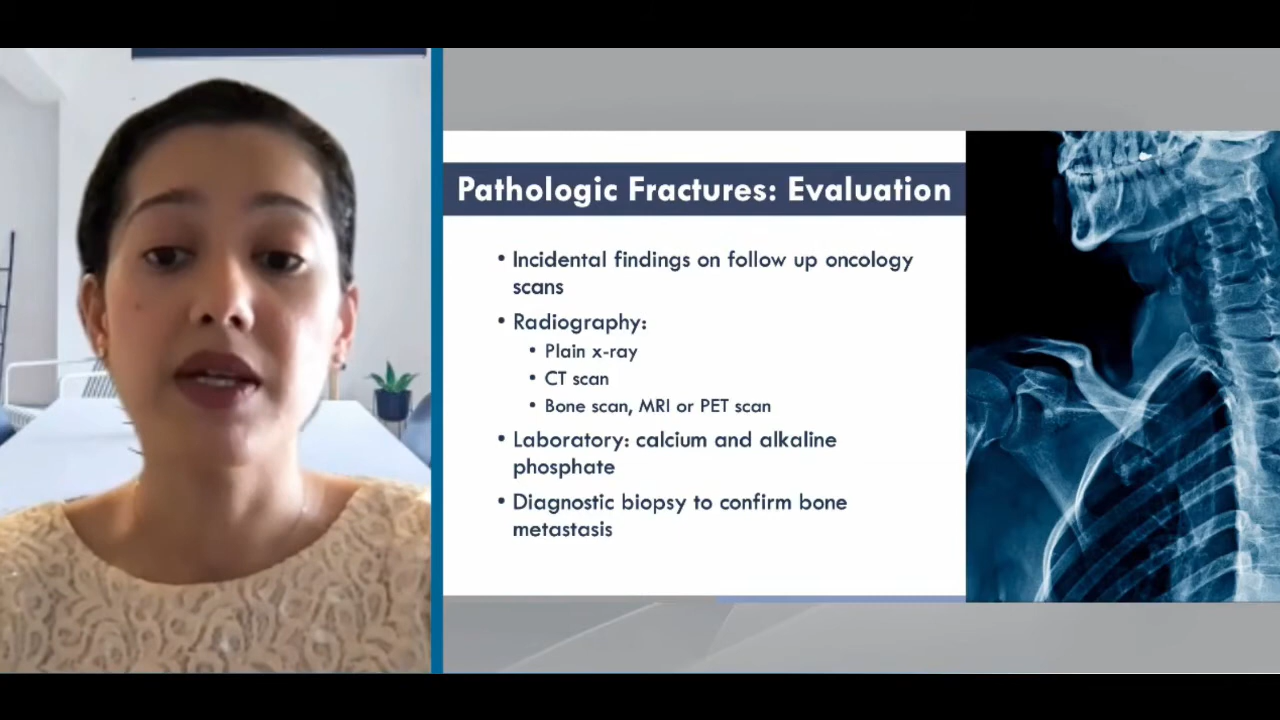 Pathologic Fractures: Evaluation
• Incidental findings on follow up oncology
scans
• Radiography:
• Plain x-ray
• CT scan
• Bone scan, MRI or PET scan
• Laboratory: calcium and alkaline
phosphate
• Diagnostic biopsy to confirm bone
metastasis